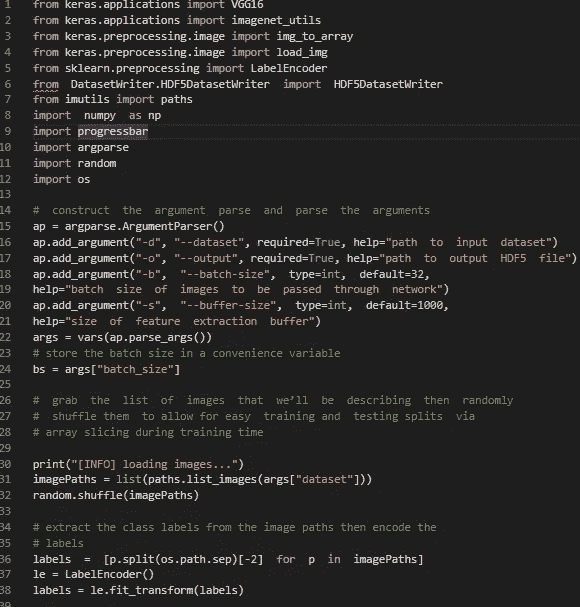 1 from keras.applications import VGG16
2 from keras.applications import imagenet_utils
3 from keras.preprocessing.image import img_to_array
4 from keras.preprocessing.image import load_img
5 from sklearn.preprocessing import LabelEncoder
6 from DatasetWriter.HDF5DatasetWriter import HDF5DatasetWriter
7 from imutils import paths
8 import numpy as np
9 import progressbar
10 import argparse
11 import random
12 import os
13
14 # construct the argument parse and parse the arguments
15 ap = argparse.ArgumentParser()
16 ap.add_argument("-d", "--dataset", required=True, help="path to input dataset")
17 ap.add_argument("-o", "--output", required=True, help="path to output HDF5 file")
18 ap.add_argument("-b", "--batch-size", type=int, default=32,
19 help="batch size of images to be passed through network")
20 ap.add_argument("-s", "--buffer-size", type=int, default=1000,
21 help="size of feature extraction buffer")
22 args = vars(ap.parse_args())
23 # store the batch size in a convenience variable
24 bs = args["batch_size"]
25
26 # grab the list of images that we’ll be describing then randomly
27 # shuffle them to allow for easy training and testing splits via
28 # array slicing during training time
29
30 print("[INFO] loading images...")
31 imagePaths = list(paths.list_images(args["dataset"]))
32 random.shuffle(imagePaths)
33
34 # extract the class labels from the image paths then encode the
35 # labels
36 labels = [p.split(os.path.sep)[-2] for p in imagePaths]
37 le = LabelEncoder()
38 labels = le.fit_transform(labels)
39